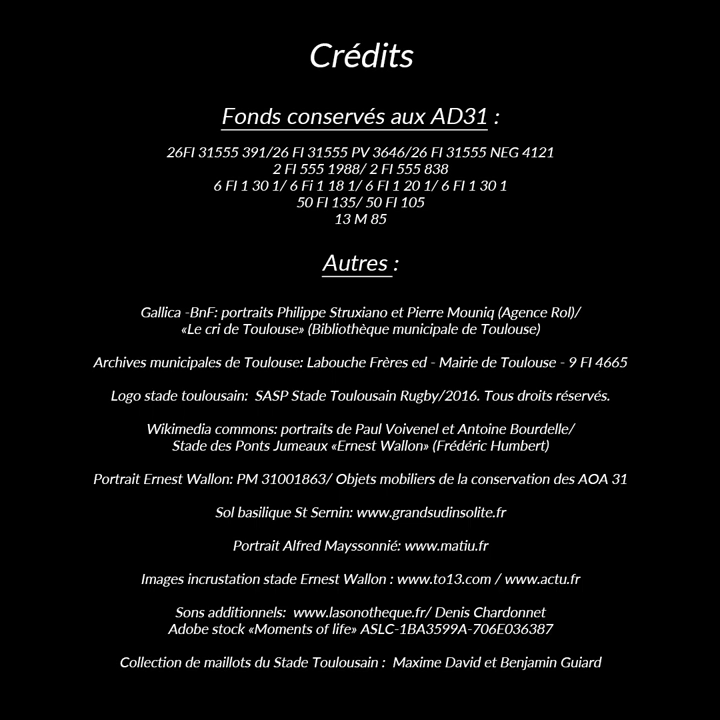 Crédits
Fonds conservés aux AD31 :
26FI 31555 391/26 FI 31555 PV 3646/26 FI 31555 NEG 4121
2 FI 555 1988/ 2 FI 555 838
6 FI 1 30 1/ 6 Fi 1 18 1/ 6 FI 1 20 1/ 6 FI 1 30 1
50 FI 135/ 50 FI 105
13 M 85
Autres :
Gallica -BnF: portraits Philippe Struxiano et Pierre Mouniq (Agence Rol)/
«Le cri de Toulouse» (Bibliothèque municipale de Toulouse)
Archives municipales de Toulouse: Labouche Frères ed - Mairie de Toulouse - 9 FI 4665
Logo stade toulousain:  SASP Stade Toulousain Rugby/2016. Tous droits réservés.
Wikimedia commons: portraits de Paul Voivenel et Antoine Bourdelle/
Stade des Ponts Jumeaux «Ernest Wallon» (Frédéric Humbert)
Portrait Ernest Wallon: PM 31001863/ Objets mobiliers de la conservation des AOA 31
Sol basilique St Sernin: www.grandsudinsolite.fr
Portrait Alfred Mayssonnié: www.matiu.fr
Images incrustation stade Ernest Wallon : www.to13.com / www.actu.fr
Sons additionnels:  www.lasonotheque.fr/ Denis Chardonnet
Adobe stock «Moments of life» ASLC-1BA3599A-706E036387
Collection de maillots du Stade Toulousain :  Maxime David et Benjamin Guiard